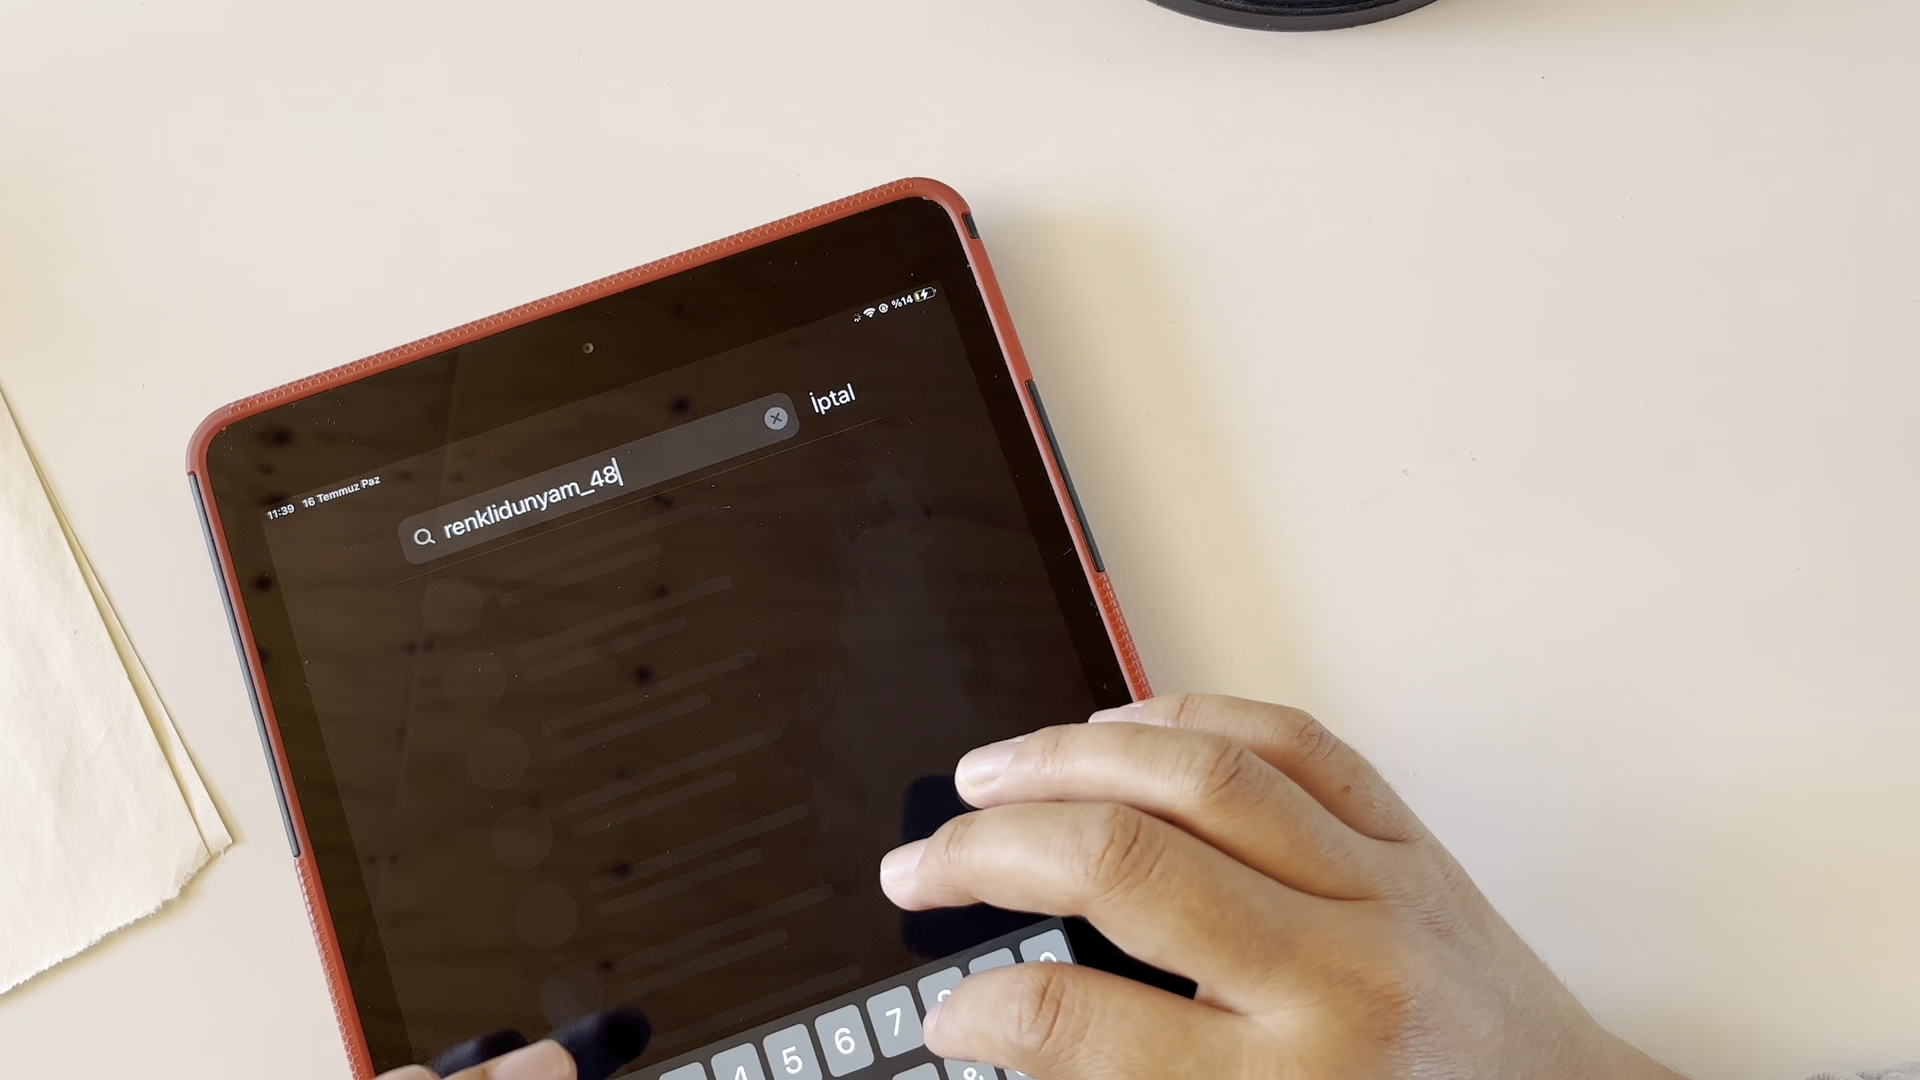 11:39 16 Temmuz Paz
%14
renklidunyam_48
İptal
4 5 6 7
&